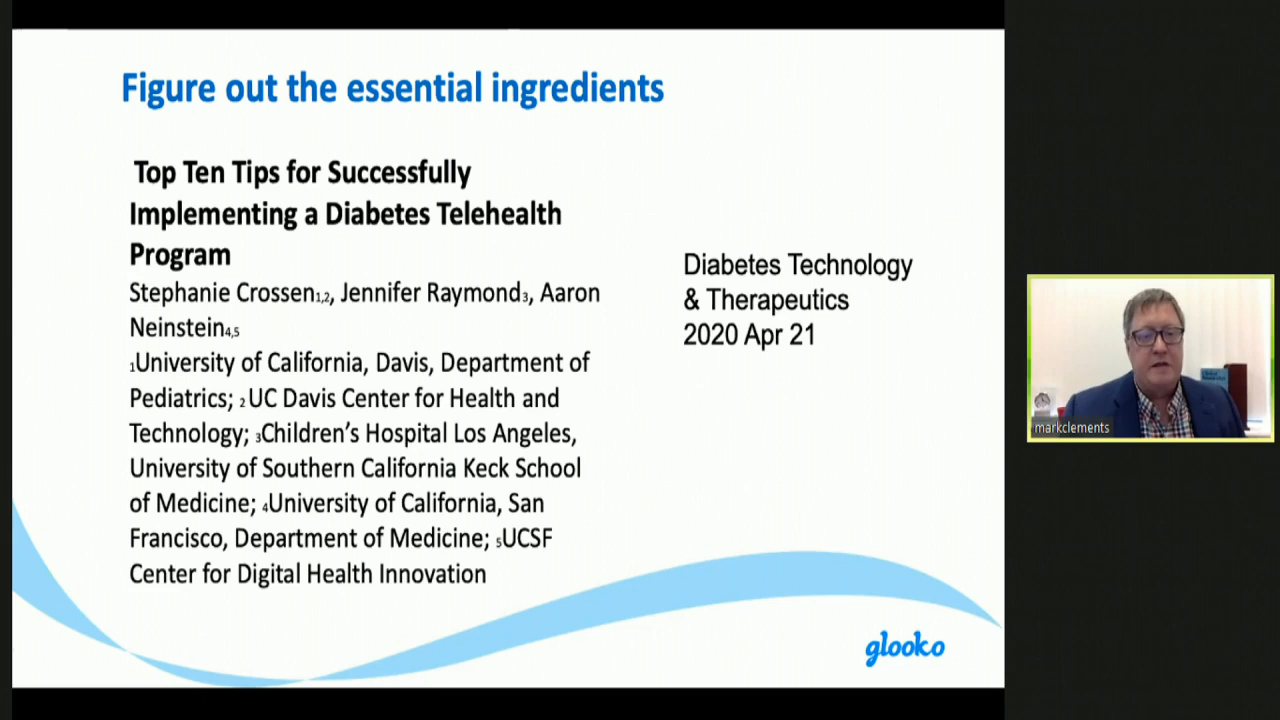 Figure out the essential ingredients
Top Ten Tips for Successfully
Implementing a Diabetes Telehealth
Program
Stephanie Crossen1,2, Jennifer Raymond3, Aaron
Neinstein4,5
1University of California, Davis, Department of
Pediatrics; 2 UC Davis Center for Health and
Technology; 3Children’s Hospital Los Angeles,
University of Southern California Keck School
of Medicine; 4University of California, San
Francisco, Department of Medicine; 5UCSF
Center for Digital Health Innovation
Diabetes Technology
& Therapeutics
2020 Apr 21
glooko
markclements